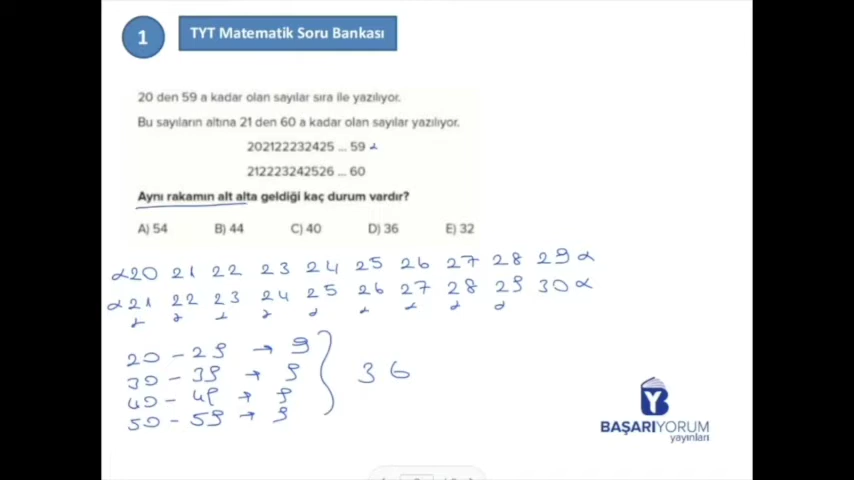 1 TYT Matematik Soru Bankası
20 den 59 a kadar olan sayılar sıra ile yazılıyor.
Bu sayıların altına 21 den 60 a kadar olan sayılar yazılıyor.
202122232425 ... 59
212223242526 ... 60
Aynı rakamın alt alta geldiği kaç durum vardır?
A) 54 B) 44 C) 40 D) 36 E) 32
20 21 22 23 24 25 26 27 28 29
21 22 23 24 25 26 27 28 29 30
20 - 29 → 9
30 - 39 → 9
40 - 49 → 9
50 - 59 → 9
36
BAŞARIYORUM
yayınları